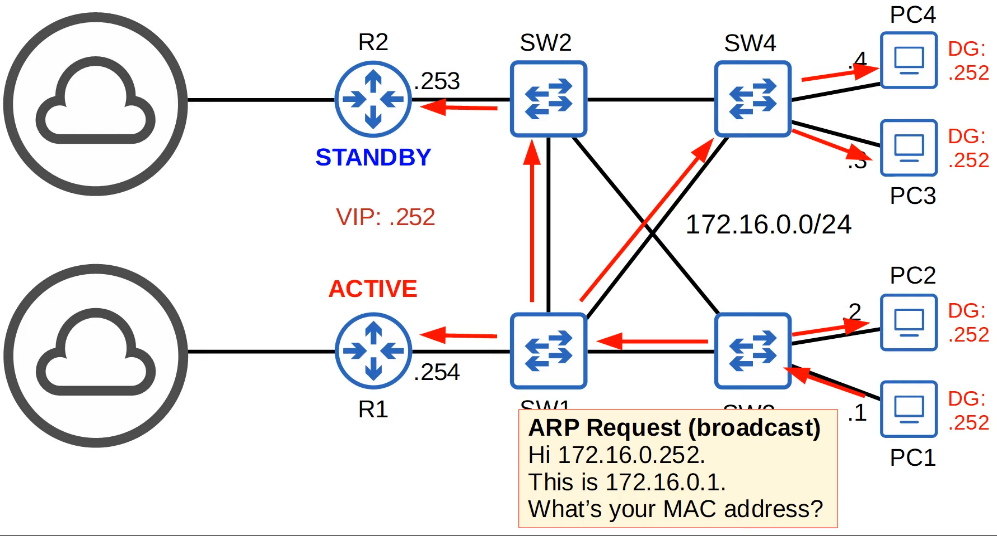 PC4
R2
SW2
SW4
.4
DG:
.252
.253
STANDBY
.3
DG:
.252
PC3
VIP: .252
172.16.0.0/24
ACTIVE
PC2
.2
DG:
.252
.254
R1
SW1
.1
DG:
.252
PC1
ARP Request (broadcast)
Hi 172.16.0.252.
This is 172.16.0.1.
What's your MAC address?